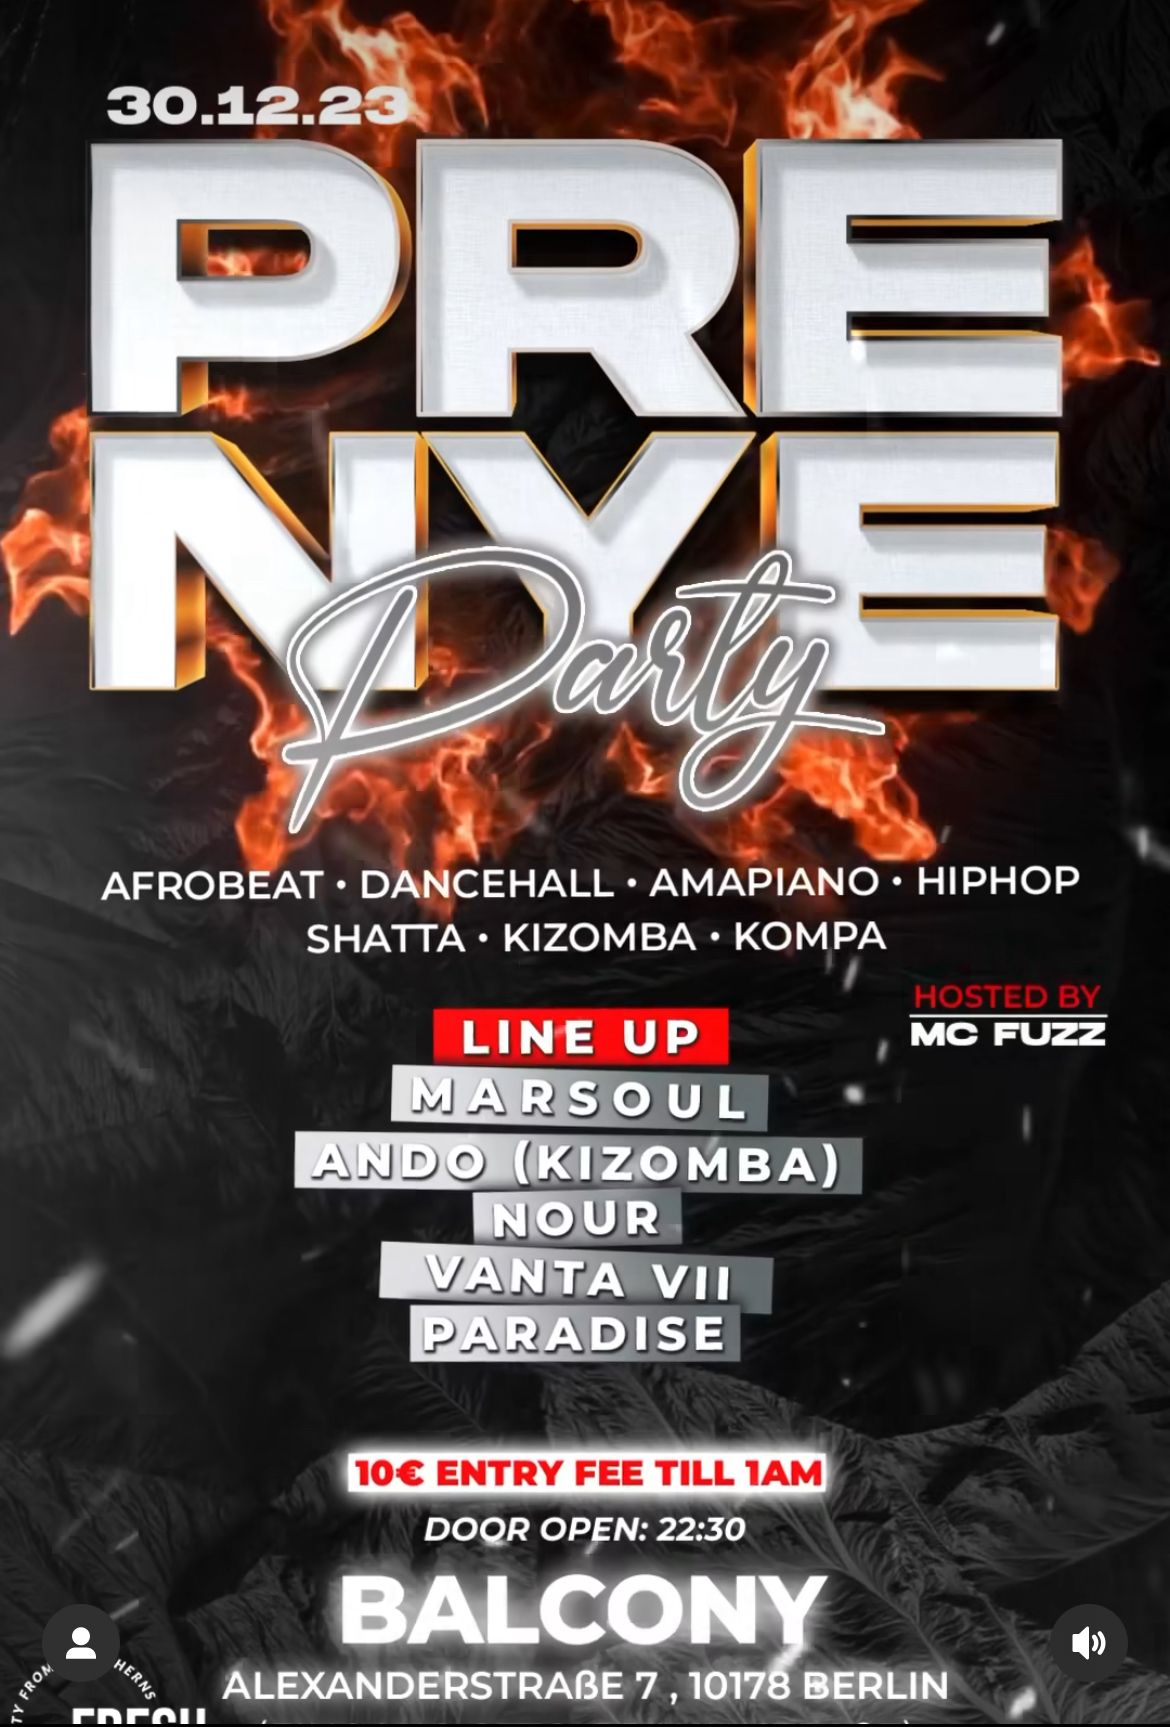 30.12.23
PRE
NYE
Party
AFROBEAT • DANCEHALL • AMAPIANO • HIPHOP
SHATTA • KIZOMBA • KOMPA
HOSTED BY
MC FUZZ
LINE UP
MARSOUL
ANDO (KIZOMBA)
NOUR
VANTA VII
PARADISE
10€ ENTRY FEE TILL 1AM
DOOR OPEN: 22:30
BALCONY
ALEXANDERSTRAßE 7 , 10178 BERLIN
FRESH